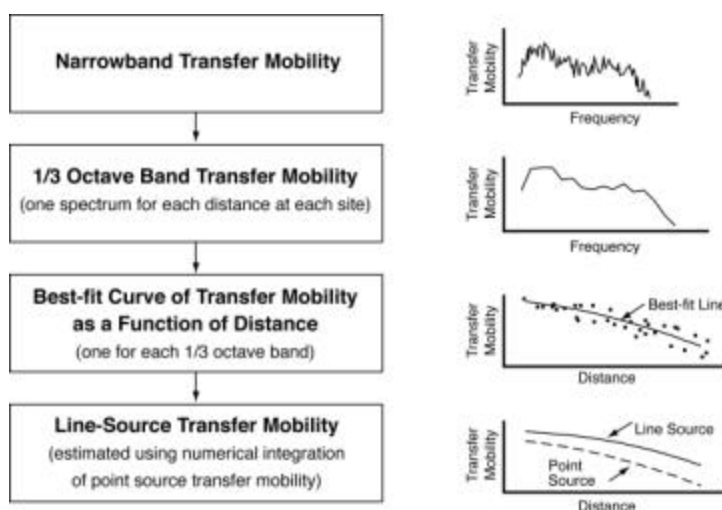 Narrowband Transfer Mobility
Transfer
Mobility
Frequency
1/3 Octave Band Transfer Mobility
(one spectrum for each distance at each site)
Transfer
Mobility
Frequency
Best-fit Curve of Transfer Mobility
as a Function of Distance
(one for each 1/3 octave band)
Transfer
Mobility
Best-fit Line
Distance
Line-Source Transfer Mobility
(estimated using numerical integration
of point source transfer mobility)
Transfer
Mobility
Line Source
Point
Source
Distance